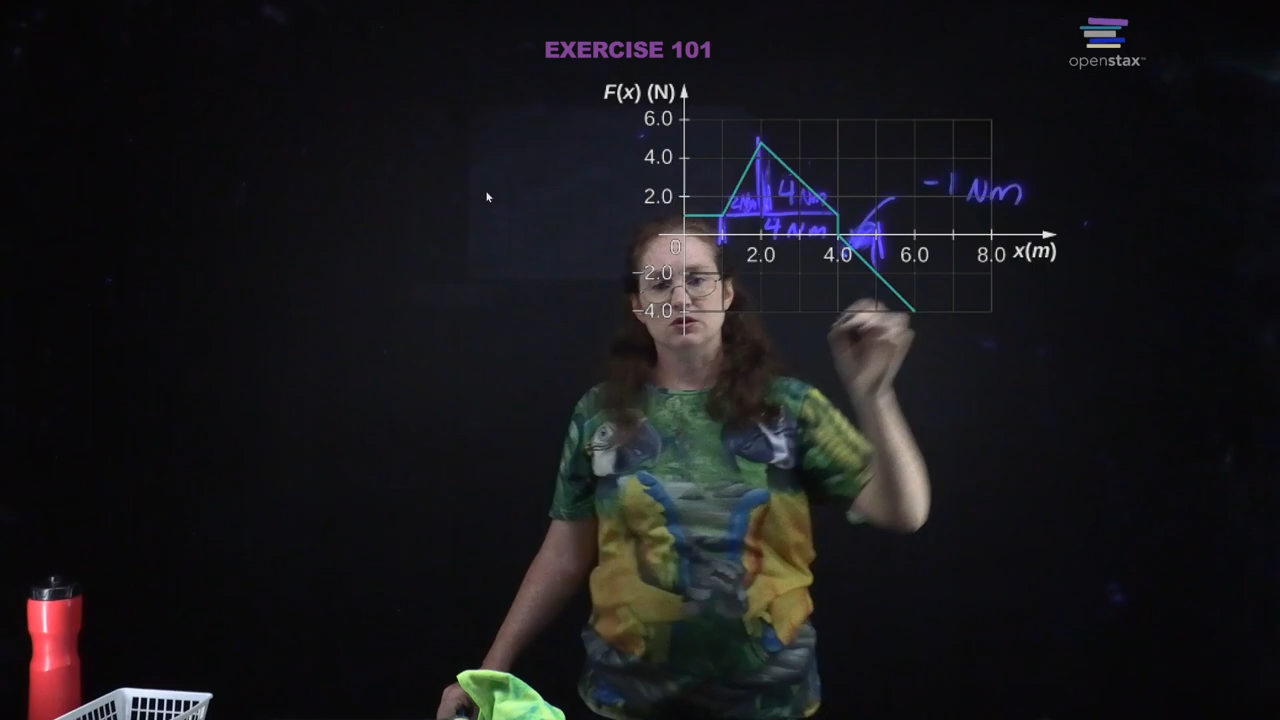 EXERCISE 101
openstax
F(x) (N)
6.0
4.0
2.0
0
−2.0
−4.0
2.0
4.0
6.0
8.0
x(m)
2Nm
4 Nm
4 Nm
-1 Nm